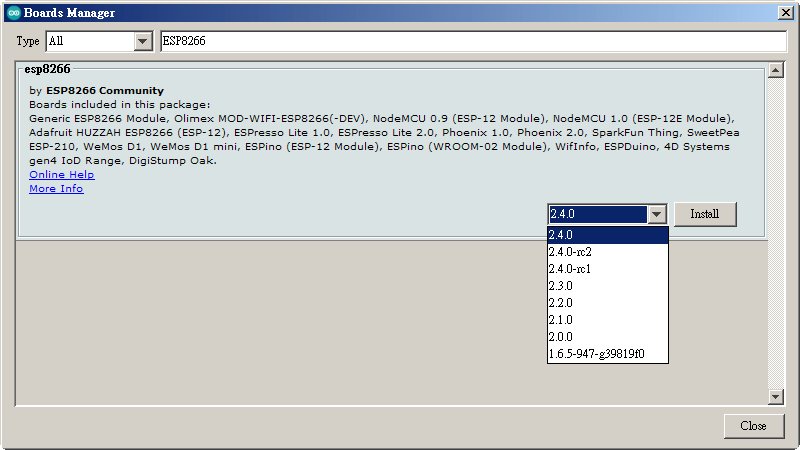 Boards Manager
Type All ESP8266
esp8266
by ESP8266 Community
Boards included in this package:
Generic ESP8266 Module, Olimex MOD-WIFI-ESP8266(-DEV), NodeMCU 0.9 (ESP-12 Module), NodeMCU 1.0 (ESP-12E Module),
Adafruit HUZZAH ESP8266 (ESP-12), ESPresso Lite 1.0, ESPresso Lite 2.0, Phoenix 1.0, Phoenix 2.0, SparkFun Thing, SweetPea
ESP-210, WeMos D1, WeMos D1 mini, ESPino (ESP-12 Module), ESPino (WROOM-02 Module), WifInfo, ESPDuino, 4D Systems
gen4 IoD Range, DigiStump Oak.
Online Help
More Info
2.4.0 Install
2.4.0
2.4.0-rc2
2.4.0-rc1
2.3.0
2.2.0
2.1.0
2.0.0
1.6.5-947-g39819f0
Close